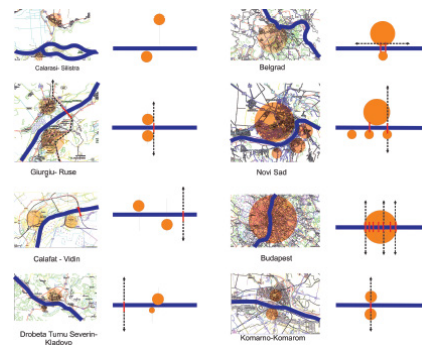 Calarasi- Silistra
Belgrad
Giurgiu- Ruse
Novi Sad
Calafat - Vidin
Budapest
Drobeta Turnu Severin-
Kladovo
Komarno-Komarom